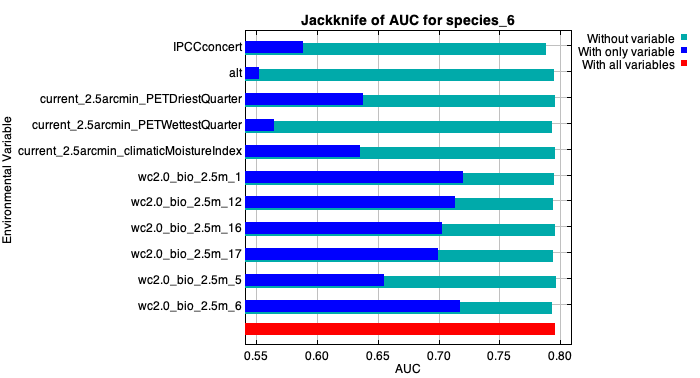 Jackknife of AUC for species_6
Without variable
With only variable
With all variables
Environmental Variable
IPCCconcert
alt
current_2.5arcmin_PETDriestQuarter
current_2.5arcmin_PETWettestQuarter
current_2.5arcmin_climaticMoistureIndex
wc2.0_bio_2.5m_1
wc2.0_bio_2.5m_12
wc2.0_bio_2.5m_16
wc2.0_bio_2.5m_17
wc2.0_bio_2.5m_5
wc2.0_bio_2.5m_6
0.55 0.60 0.65 0.70 0.75 0.80
AUC